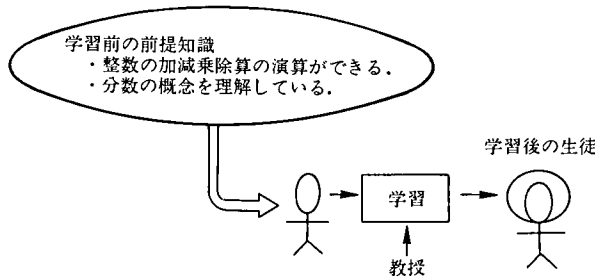 学習前の前提知識
・整数の加減乗除算の演算ができる．
・分数の概念を理解している．
学習後の生徒
学習
教授